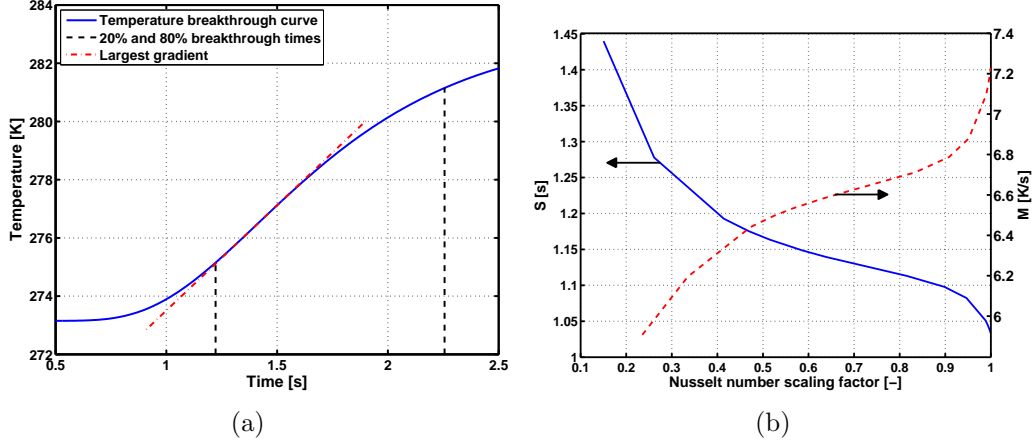 284
282
280
278
276
274
272
Temperature [K]
Temperature breakthrough curve
20% and 80% breakthrough times
Largest gradient
0.5 1 1.5 2 2.5
Time [s]
(a)
1.45
1.4
1.35
1.3
1.25
1.2
1.15
1.1
1.05
1
S [s]
7.4
7.2
7
6.8
6.6
6.4
6.2
6
M [K/s]
0.1 0.2 0.3 0.4 0.5 0.6 0.7 0.8 0.9 1
Nusselt number scaling factor [–]
(b)